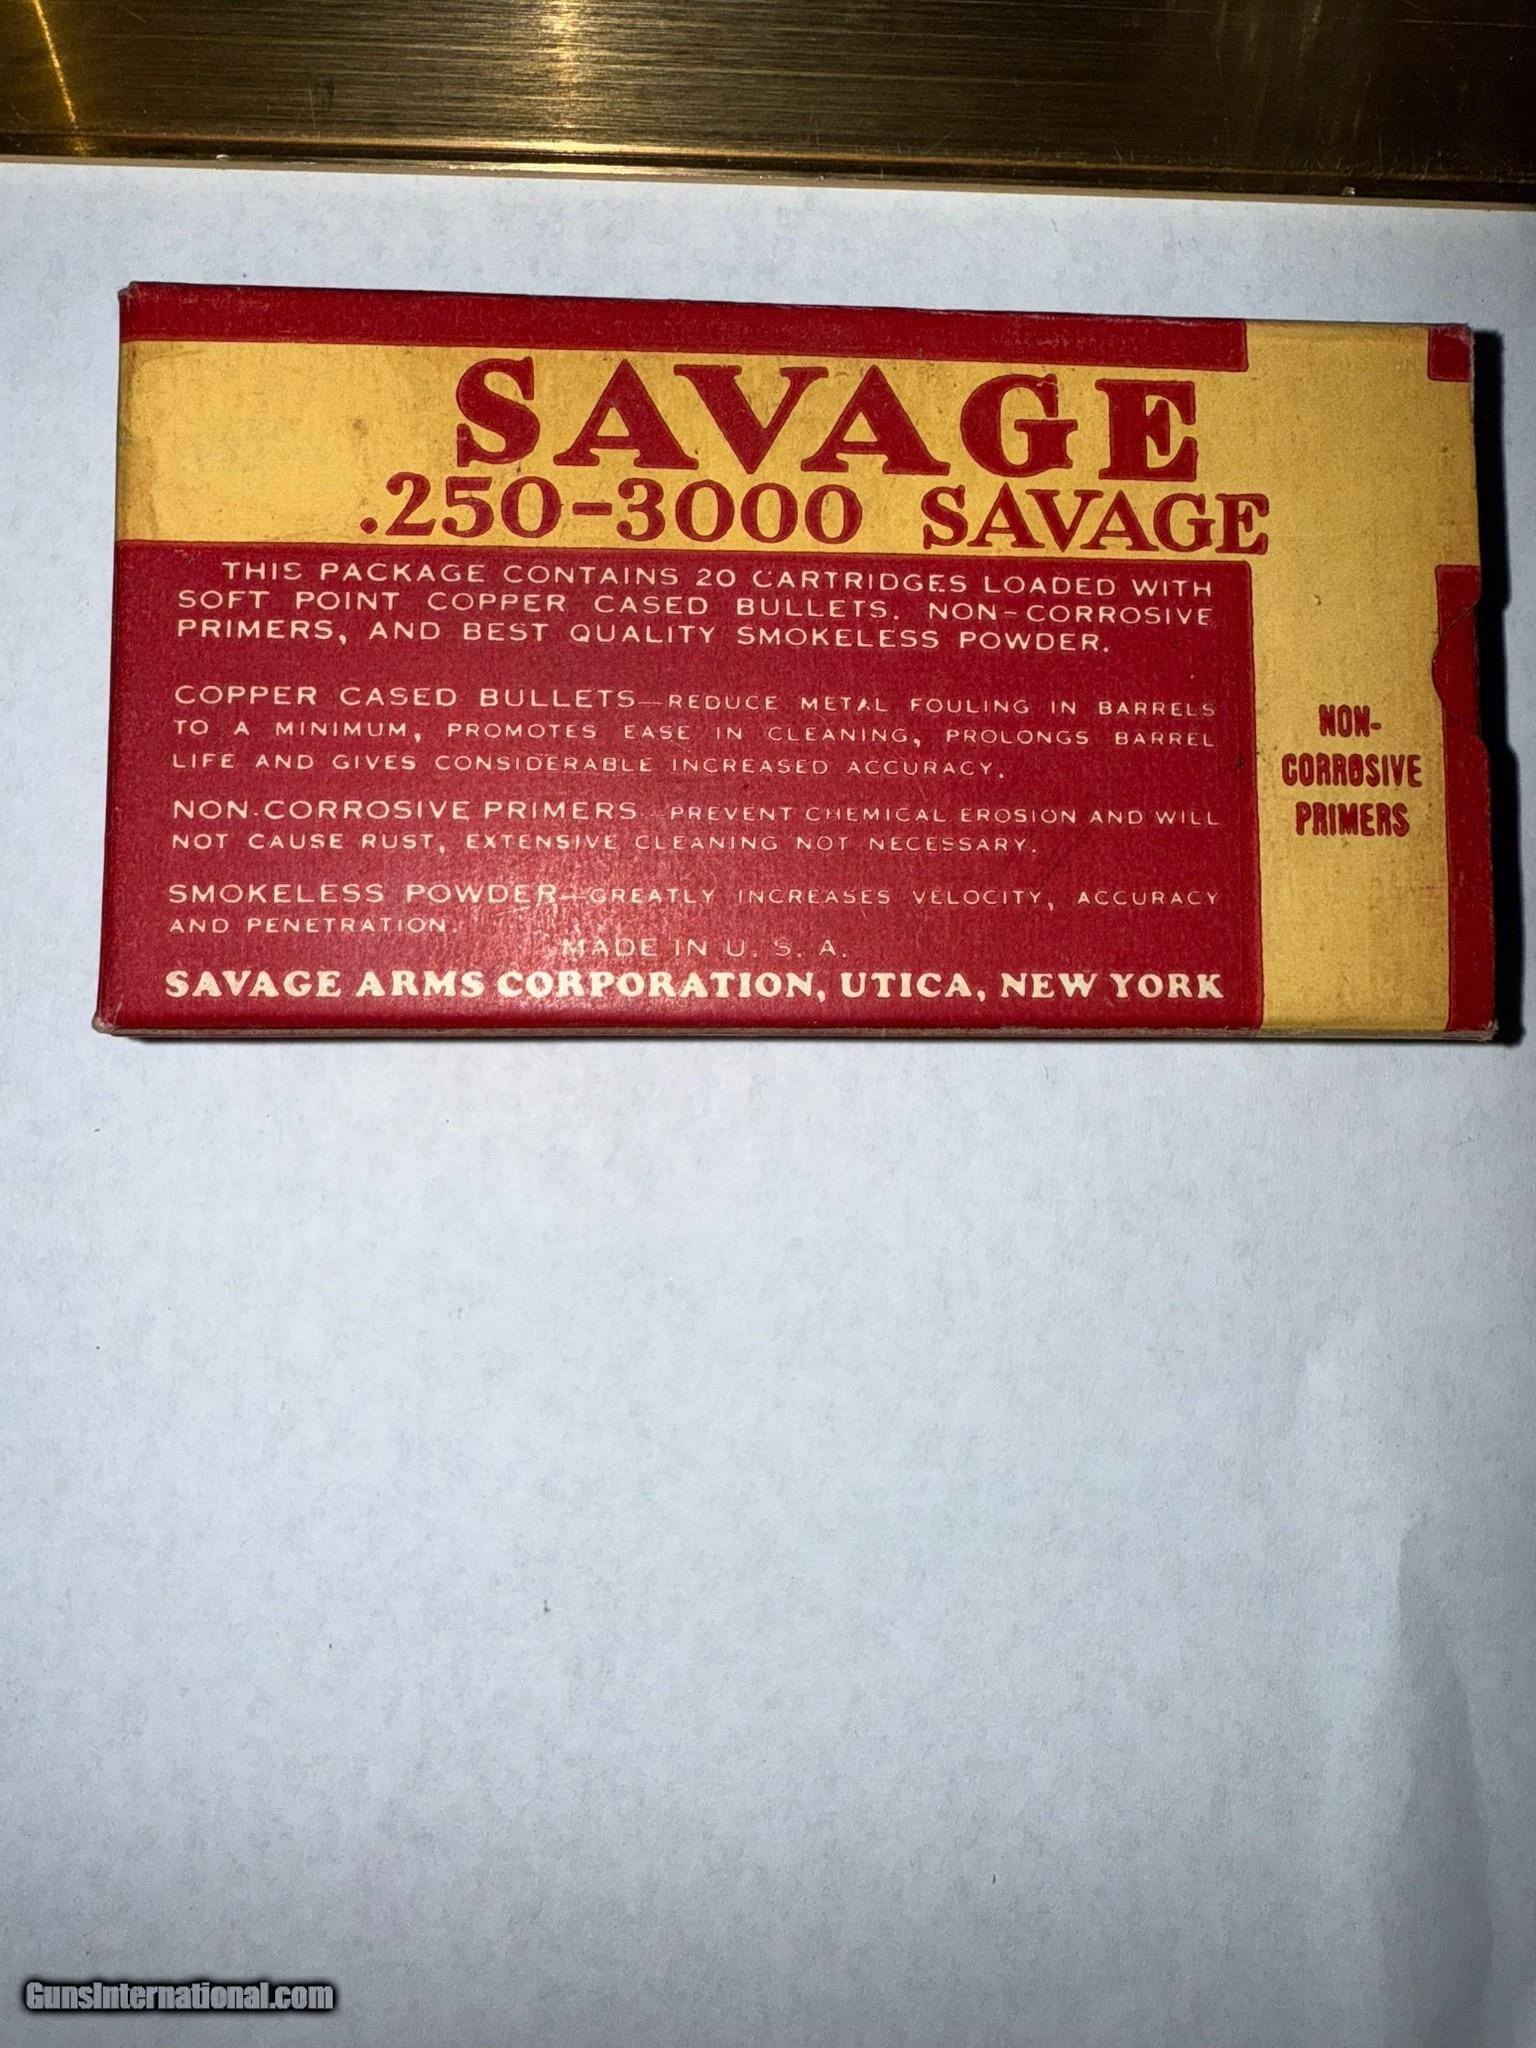 SAVAGE
.250-3000 SAVAGE
THIS PACKAGE CONTAINS 20 CARTRIDGES LOADED WITH
SOFT POINT COPPER CASED BULLETS. NON-CORROSIVE
PRIMERS, AND BEST QUALITY SMOKELESS POWDER.
COPPER CASED BULLETS—REDUCE METAL FOULING IN BARRELS
TO A MINIMUM, PROMOTES EASE IN CLEANING, PROLONGS BARREL
LIFE AND GIVES CONSIDERABLE INCREASED ACCURACY.
NON-CORROSIVE PRIMERS—PREVENT CHEMICAL EROSION AND WILL
NOT CAUSE RUST, EXTENSIVE CLEANING NOT NECESSARY.
SMOKELESS POWDER—GREATLY INCREASES VELOCITY, ACCURACY
AND PENETRATION.
MADE IN U. S. A.
SAVAGE ARMS CORPORATION, UTICA, NEW YORK
NON-
CORROSIVE
PRIMERS
GunsInternational.com